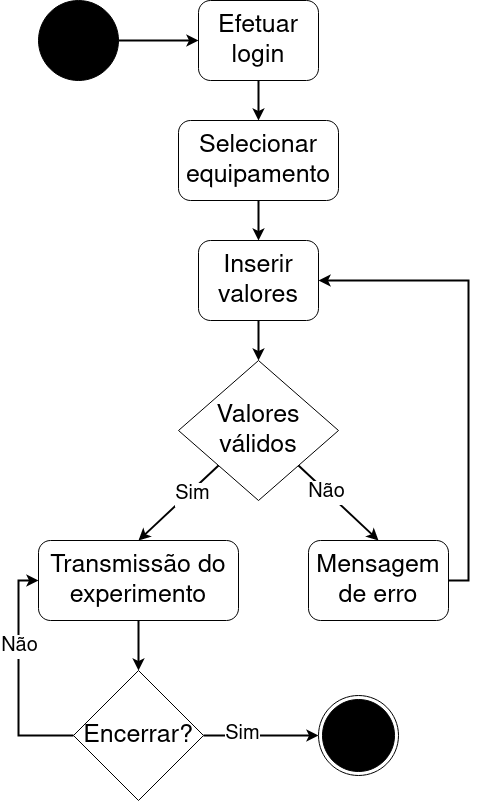 Efetuar
login
Selecionar
equipamento
Inserir
valores
Valores
válidos
Sim
Não
Transmissão do
experimento
Mensagem
de erro
Não
Encerrar?
Sim